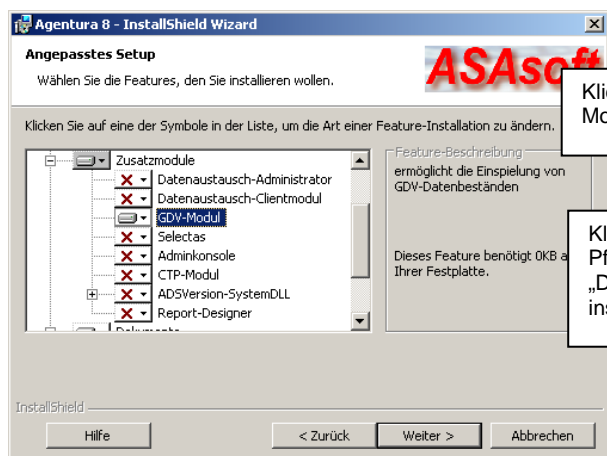 Agentura 8 - InstallShield Wizard
Angepasstes Setup
Wählen Sie die Features, den Sie installieren wollen.
ASAsoft
Klicken Sie auf eine der Symbole in der Liste, um die Art einer Feature-Installation zu ändern.
Zusatzmodule
Datenaustausch-Administrator
Datenaustausch-Clientmodul
GDV-Modul
Selectas
Adminkonsole
CTP-Modul
ADSVersion-SystemDLL
Report-Designer
Feature-Beschreibung
ermöglicht die Einspielung von
GDV-Datenbeständen
Dieses Feature benötigt 0KB a
Ihrer Festplatte.
InstallShield
Hilfe
< Zurück
Weiter >
Abbrechen